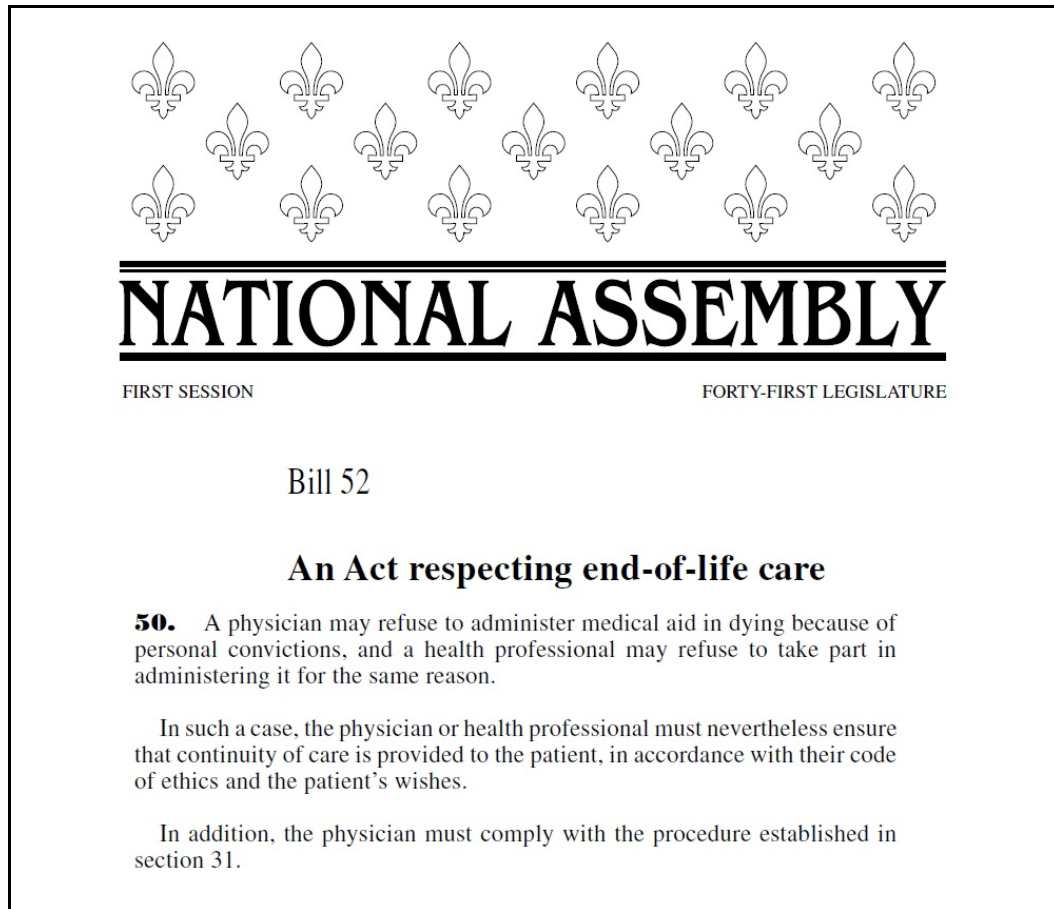 NATIONAL ASSEMBLY
FIRST SESSION
FORTY-FIRST LEGISLATURE
Bill 52
An Act respecting end-of-life care
50. A physician may refuse to administer medical aid in dying because of
personal convictions, and a health professional may refuse to take part in
administering it for the same reason.
In such a case, the physician or health professional must nevertheless ensure
that continuity of care is provided to the patient, in accordance with their code
of ethics and the patient’s wishes.
In addition, the physician must comply with the procedure established in
section 31.